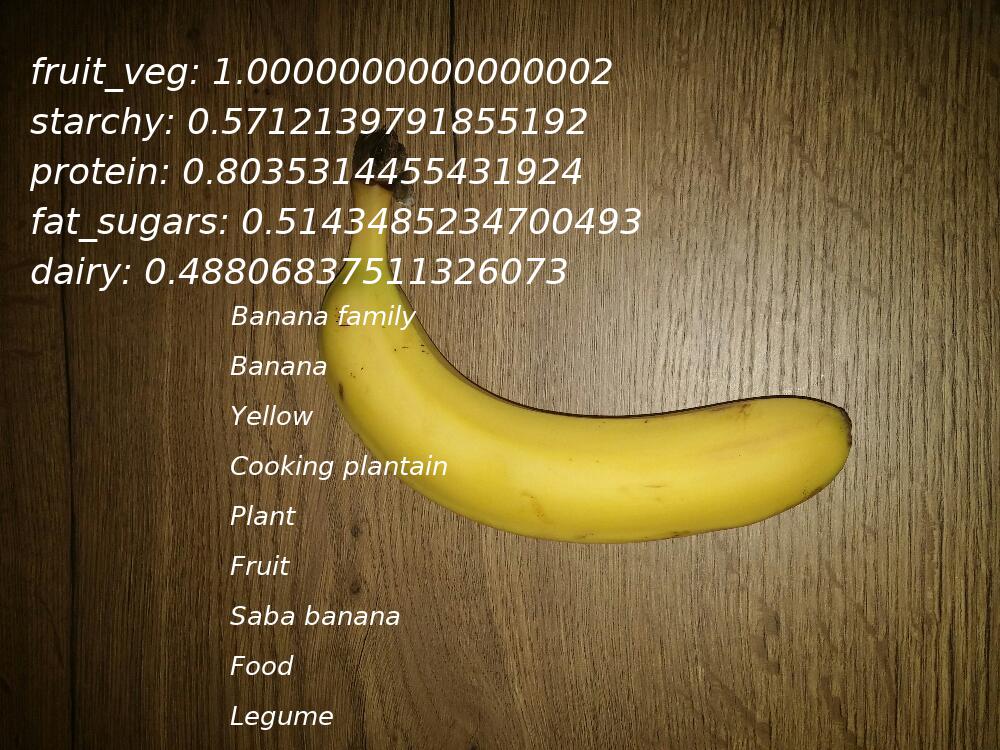 fruit_veg: 1.0000000000000002
starchy: 0.5712139791855192
protein: 0.8035314455431924
fat_sugars: 0.5143485234700493
dairy: 0.48806837511326073
Banana family
Banana
Yellow
Cooking plantain
Plant
Fruit
Saba banana
Food
Legume